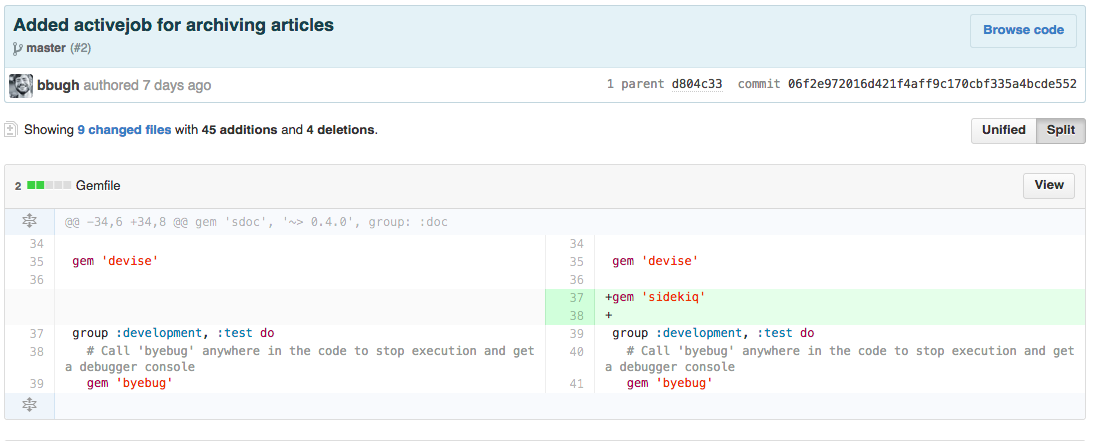 Added activejob for archiving articles
Browse code
master (#2)
bbugh authored 7 days ago
1 parent d804c33 commit 06f2e972016d421f4aff9c170cbf335a4bcde552
Showing 9 changed files with 45 additions and 4 deletions.
Unified Split
2 Gemfile
View
@@ -34,6 +34,8 @@ gem 'sdoc', '~> 0.4.0', group: :doc
34 34
35 gem 'devise' 35 gem 'devise'
36 36
37 +gem 'sidekiq'
38 +
37 group :development, :test do 39 group :development, :test do
38 # Call 'byebug' anywhere in the code to stop execution and get 40 # Call 'byebug' anywhere in the code to stop execution and get
a debugger console a debugger console
39 gem 'byebug' 41 gem 'byebug'